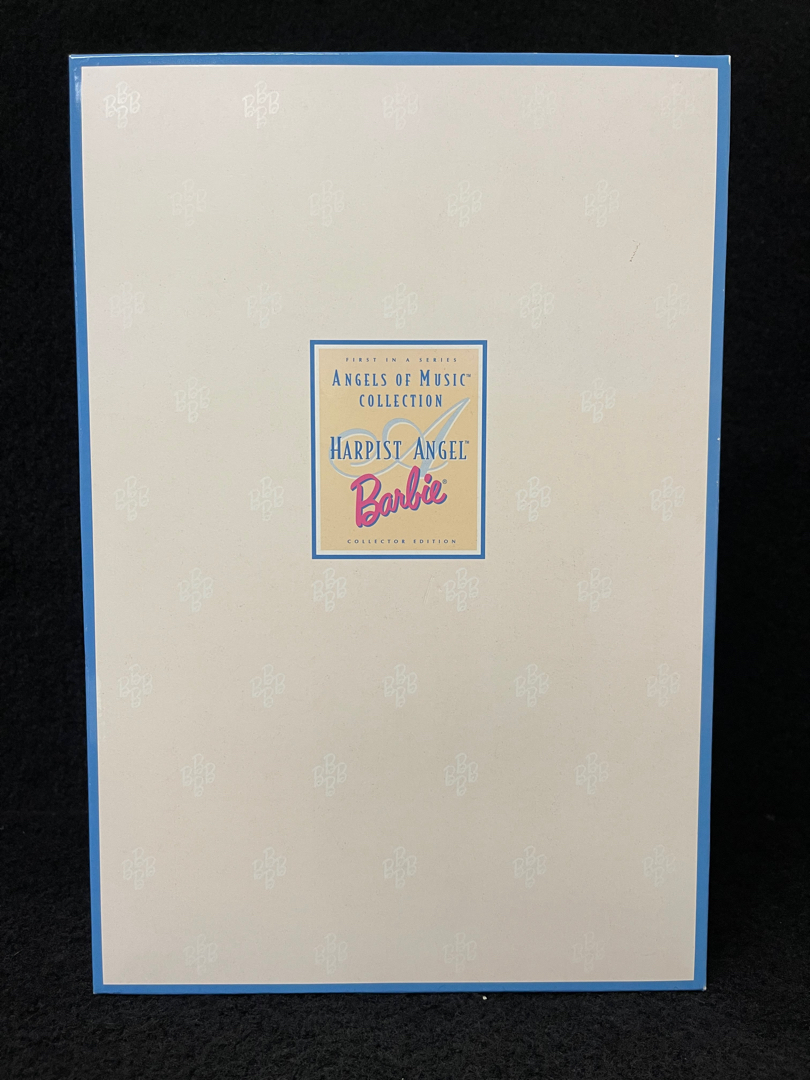 FIRST IN A SERIES
ANGELS OF MUSIC™
COLLECTION
HARPIST ANGEL™
Barbie®
COLLECTOR EDITION